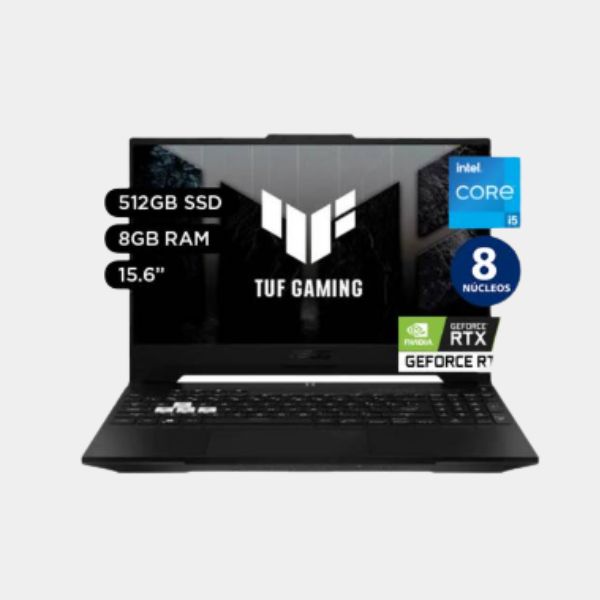 512GB SSD
8GB RAM
15.6”
TUF GAMING
intel.
CORE
i5
8
NÚCLEOS
NVIDIA
GEFORCE
RTX
GEFORCE RT